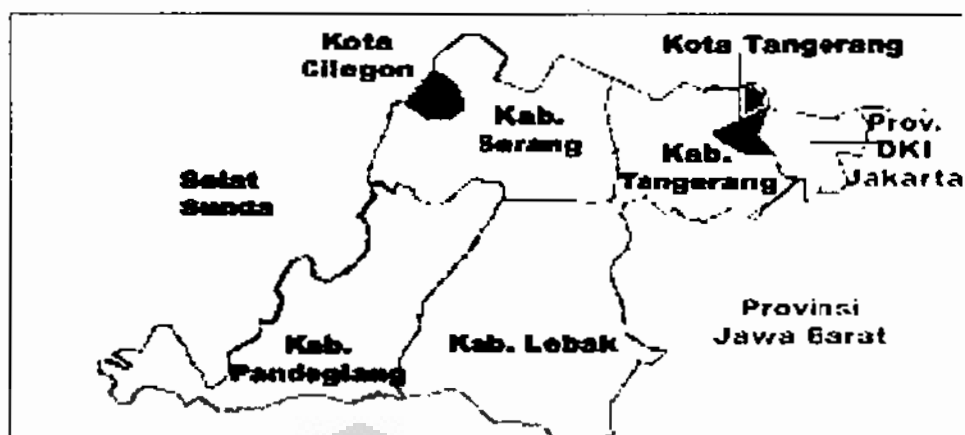 Kota
Cilegon
Kota Tangerang
Kab.
Serang
Prov.
DKI
Jakarta
Kab.
Tangerang
Selat
Sunda
Provinsi
Jawa Barat
Kab.
Pandeglang
Kab. Lebak